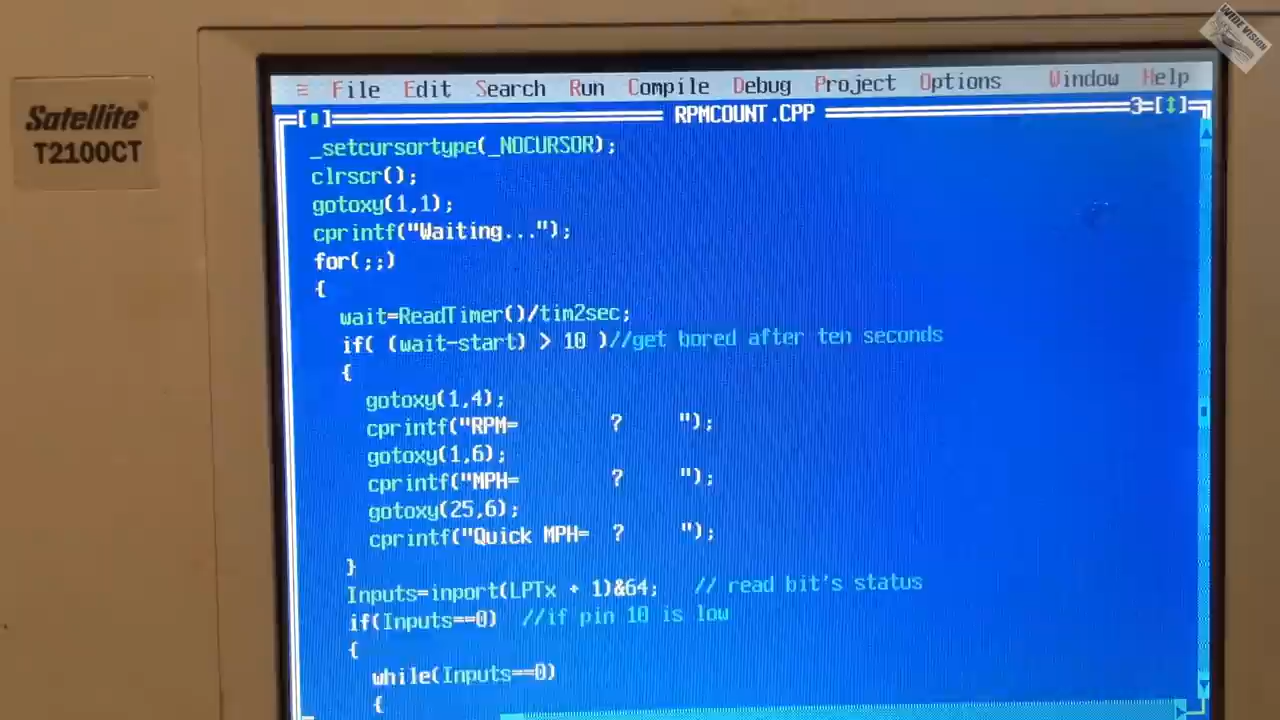 WIDE VISION
Satellite
T2100CT
≡ File Edit Search Run Compile Debug Project Options Window Help
RPMCOUNT.CPP 3=[↕]
_setcursortype(_NOCURSOR);
clrscr();
gotoxy(1,1);
cprintf("Waiting...");
for(;;)
{
wait=ReadTimer()/tim2sec;
if( (wait-start) > 10 )//get bored after ten seconds
{
gotoxy(1,4);
cprintf("RPM= ? ");
gotoxy(1,6);
cprintf("MPH= ? ");
gotoxy(25,6);
cprintf("Quick MPH= ? ");
}
Inputs=inport(LPTx + 1)&64; // read bit's status
if(Inputs==0) //if pin 10 is low
{
while(Inputs==0)
{